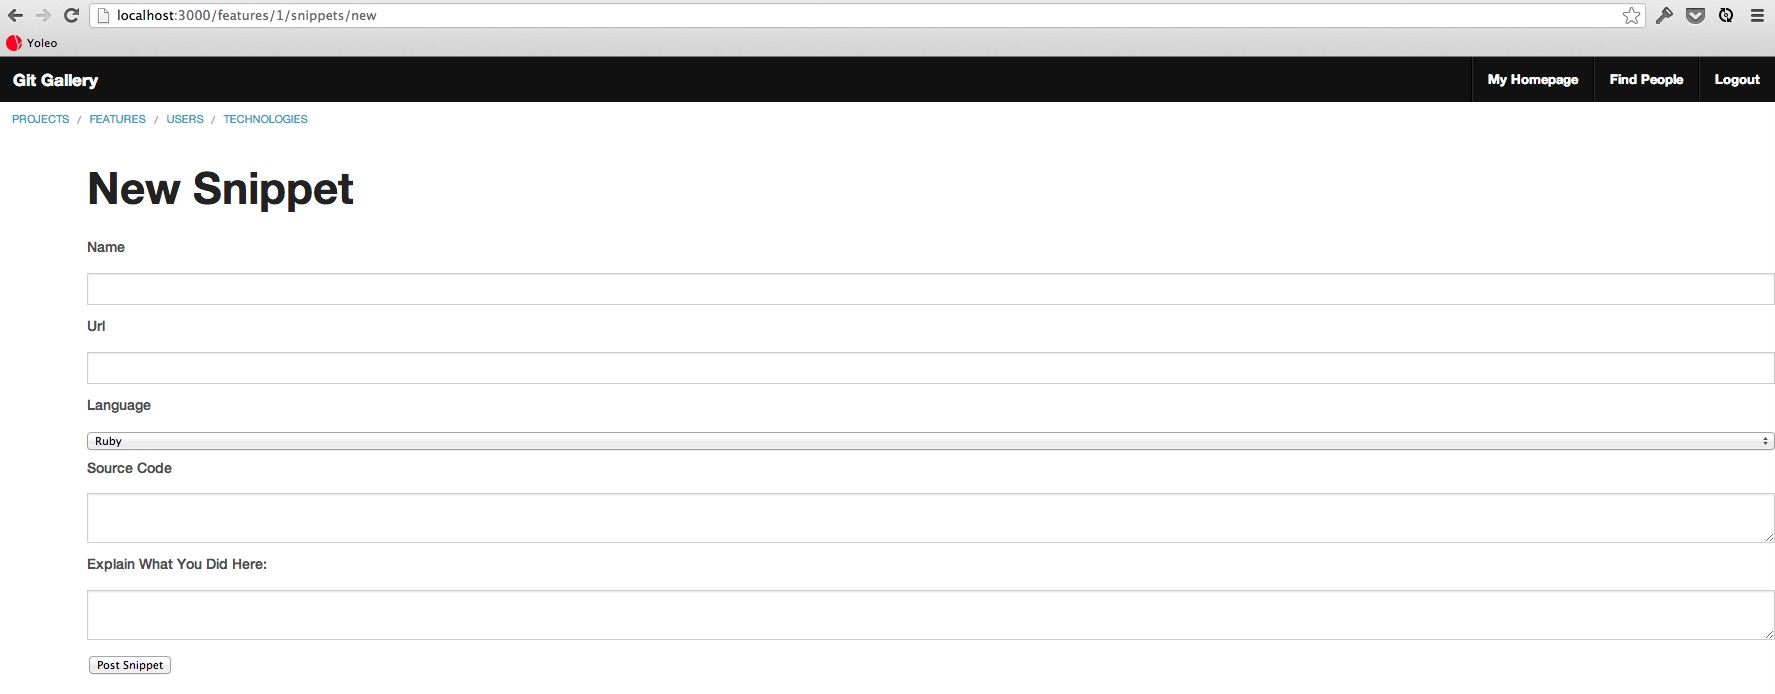 localhost:3000/features/1/snippets/new
Yoleo
Git Gallery My Homepage Find People Logout
PROJECTS / FEATURES / USERS / TECHNOLOGIES
New Snippet
Name
Url
Language
Ruby
Source Code
Explain What You Did Here:
Post Snippet